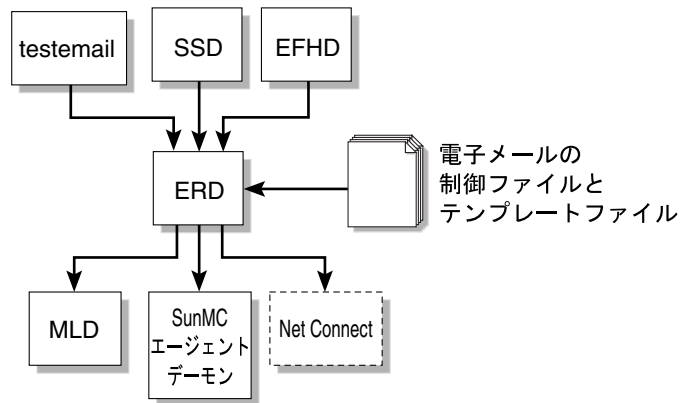 testemail
SSD
EFHD
ERD
電子メールの
制御ファイルと
テンプレートファイル
MLD
SunMC
エージェント
デーモン
Net Connect